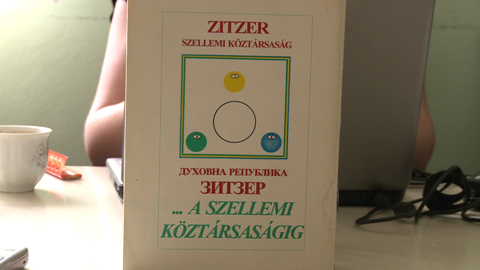 ZITZER
SZELLEMI KÖZTÁRSASÁG
ДУХОВНА РЕПУБЛИКА
ЗИТЗЕР
... A SZELLEMI
KÖZTÁRSASÁGIG